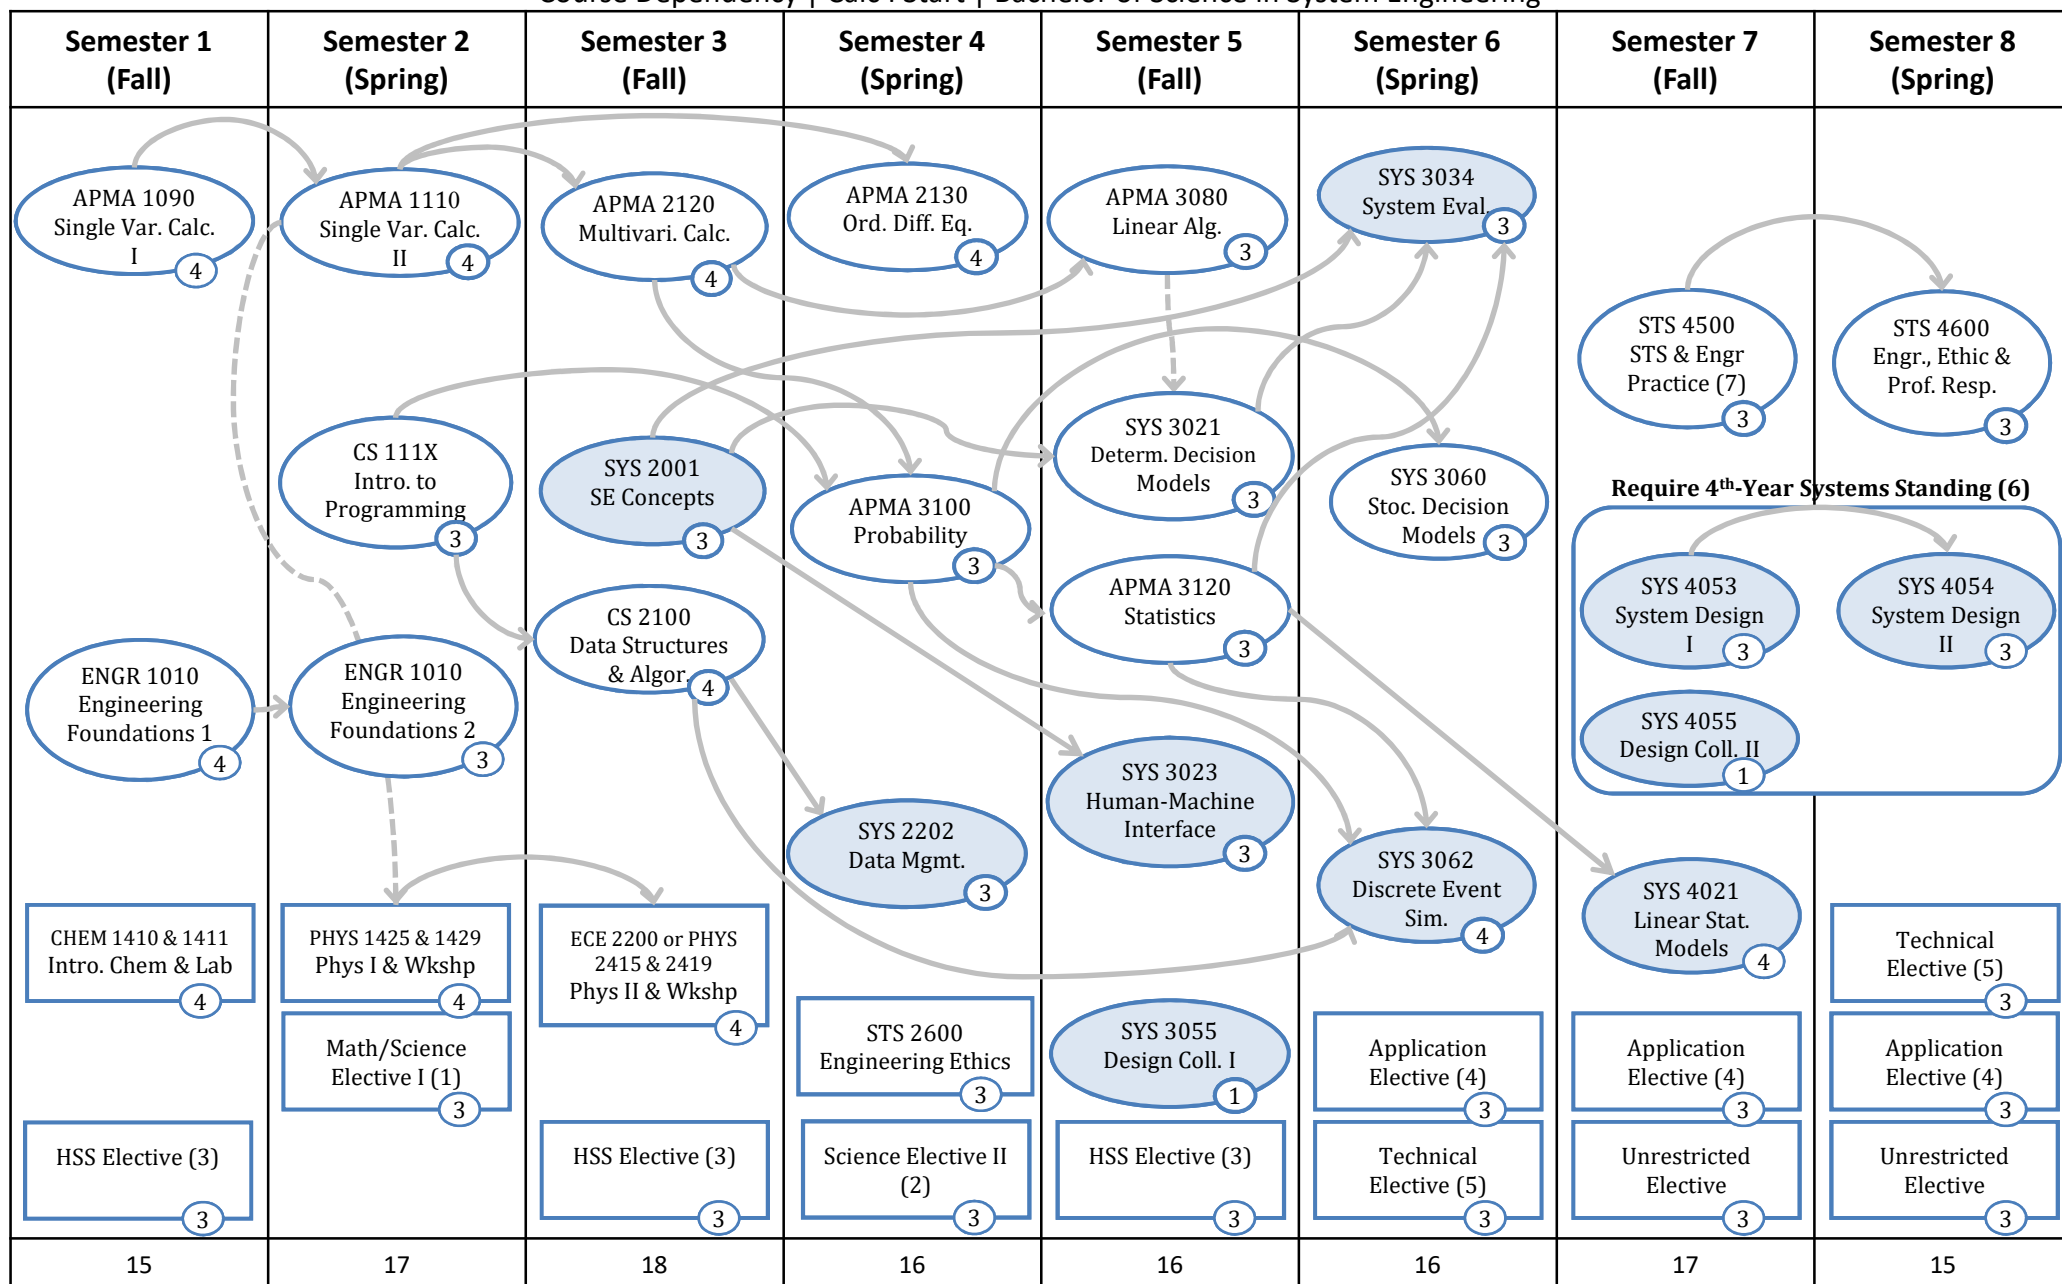 Course Dependency | Calc I Start | Bachelor of Science in System Engineering
Semester 1
(Fall)
Semester 2
(Spring)
Semester 3
(Fall)
Semester 4
(Spring)
Semester 5
(Fall)
Semester 6
(Spring)
Semester 7
(Fall)
Semester 8
(Spring)
APMA 1090
Single Var. Calc.
I
4
ENGR 1010
Engineering
Foundations 1
4
CHEM 1410 & 1411
Intro. Chem & Lab
4
HSS Elective (3)
3
15
APMA 1110
Single Var. Calc.
II
4
CS 111X
Intro. to
Programming
3
ENGR 1010
Engineering
Foundations 2
3
PHYS 1425 & 1429
Phys I & Wkshp
4
Math/Science
Elective I (1)
3
17
APMA 2120
Multivari. Calc.
4
SYS 2001
SE Concepts
3
CS 2100
Data Structures
& Algor.
4
ECE 2200 or PHYS
2415 & 2419
Phys II & Wkshp
4
HSS Elective (3)
3
18
APMA 2130
Ord. Diff. Eq.
4
APMA 3100
Probability
3
SYS 2202
Data Mgmt.
3
STS 2600
Engineering Ethics
3
Science Elective II
(2)
3
16
APMA 3080
Linear Alg.
3
SYS 3021
Determ. Decision
Models
3
APMA 3120
Statistics
3
SYS 3023
Human-Machine
Interface
3
SYS 3055
Design Coll. I
1
HSS Elective (3)
3
16
SYS 3034
System Eval.
3
SYS 3060
Stoc. Decision
Models
3
SYS 3062
Discrete Event
Sim.
4
Application
Elective (4)
3
Technical
Elective (5)
3
16
STS 4500
STS & Engr
Practice (7)
3
Require 4th-Year Systems Standing (6)
SYS 4053
System Design
I
3
SYS 4055
Design Coll. II
1
SYS 4021
Linear Stat.
Models
4
Application
Elective (4)
3
Unrestricted
Elective
3
17
STS 4600
Engr., Ethic &
Prof. Resp.
3
SYS 4054
System Design
II
3
Technical
Elective (5)
3
Application
Elective (4)
3
Unrestricted
Elective
3
15